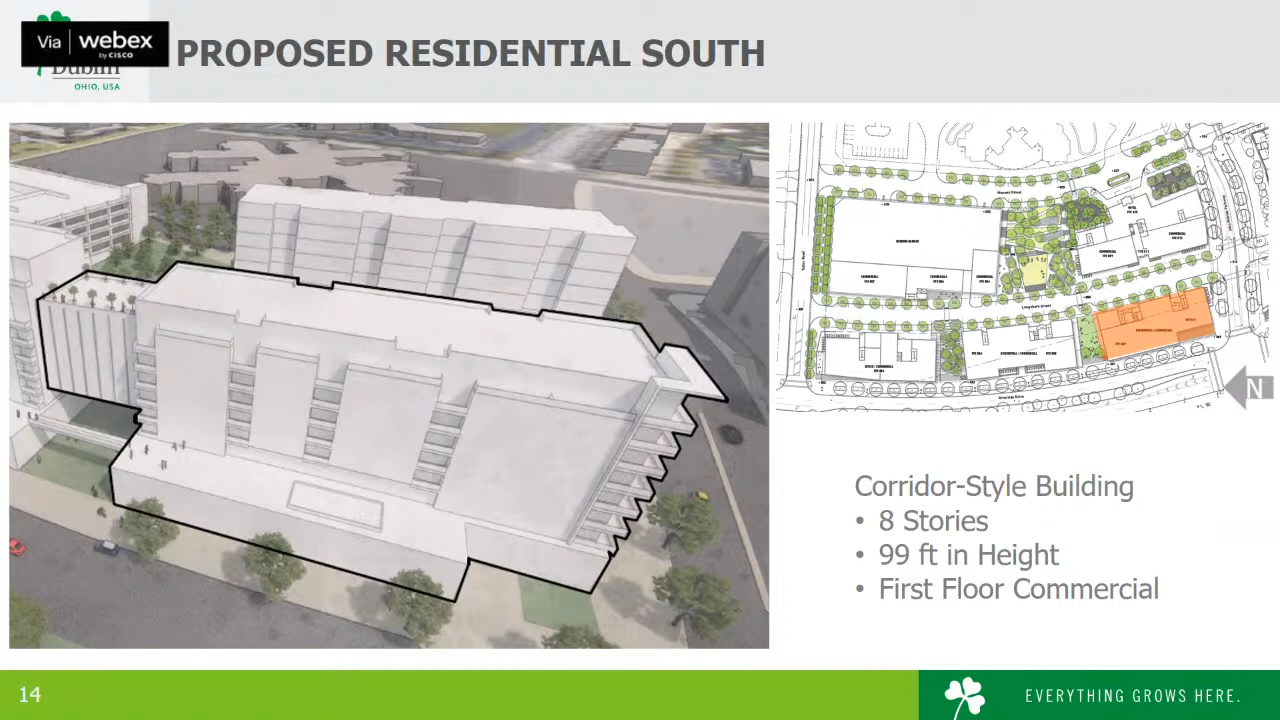 Via webex
by CISCO
Dublin
OHIO, USA
PROPOSED RESIDENTIAL SOUTH
N
Corridor-Style Building
• 8 Stories
• 99 ft in Height
• First Floor Commercial
14
EVERYTHING GROWS HERE.